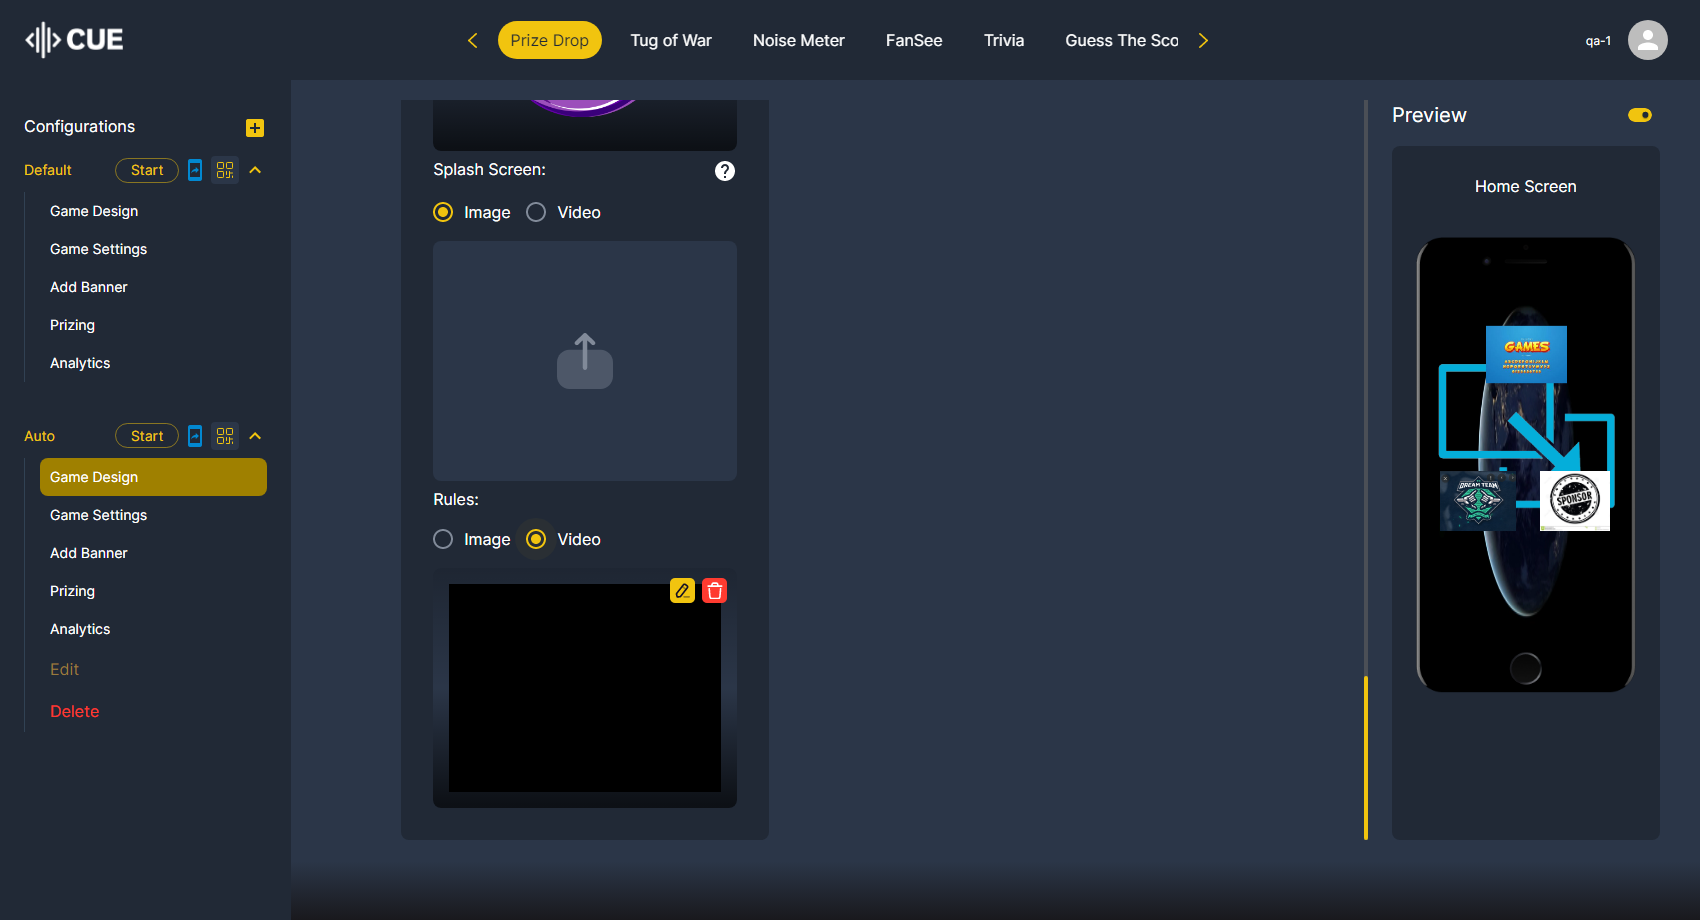 CUE
Prize Drop
Tug of War
Noise Meter
FanSee
Trivia
Guess The Sco
qa-1
Configurations
Default
Start
Game Design
Game Settings
Add Banner
Prizing
Analytics
Auto
Start
Game Design
Game Settings
Add Banner
Prizing
Analytics
Edit
Delete
Splash Screen:
?
Image
Video
Rules:
Image
Video
Preview
Home Screen
GAMES
DREAM TEAM
SPONSOR